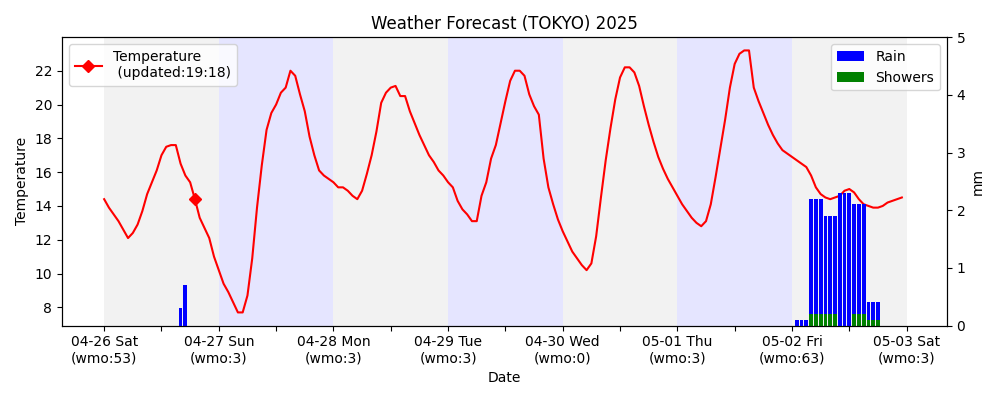 Weather Forecast (TOKYO) 2025
Temperature
(updated:19:18)
Rain
Showers
22
20
18
16
14
12
10
8
Temperature
5
4
3
2
1
0
mm
04-26 Sat
(wmo:53)
04-27 Sun
(wmo:3)
04-28 Mon
(wmo:3)
04-29 Tue
(wmo:3)
04-30 Wed
(wmo:0)
05-01 Thu
(wmo:3)
05-02 Fri
(wmo:63)
05-03 Sat
(wmo:3)
Date